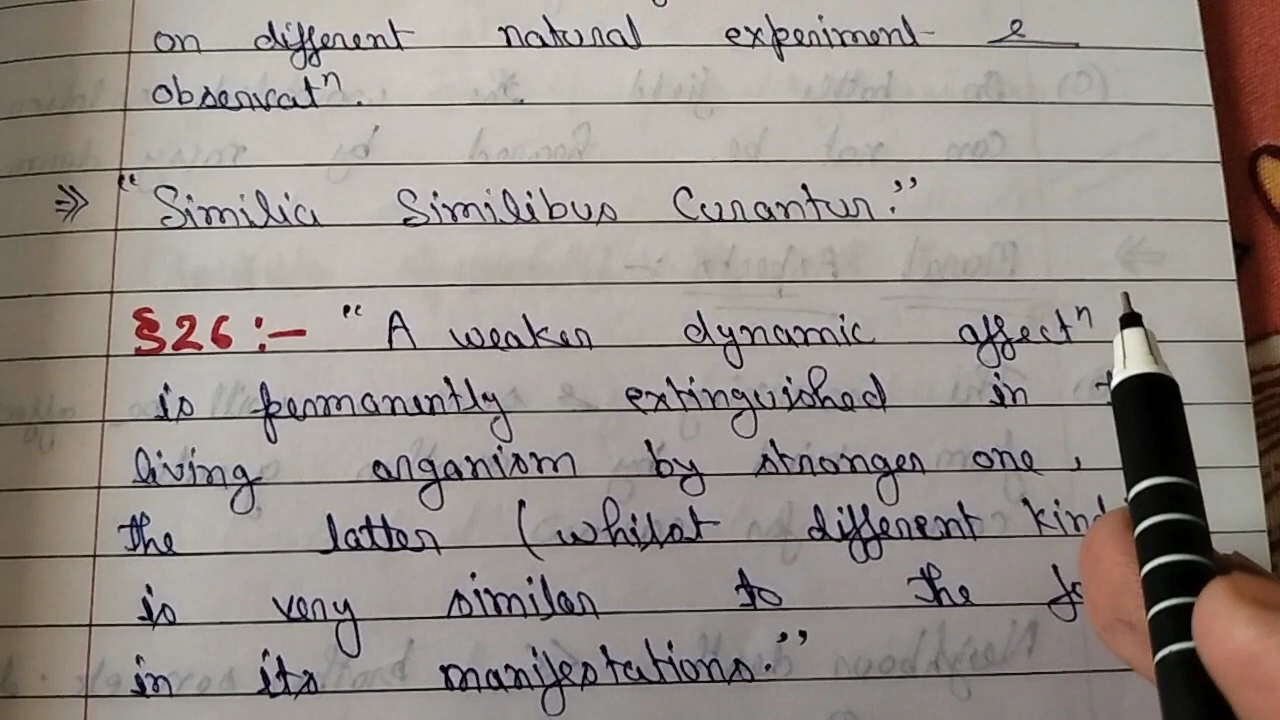 on different natural experiment &
observatⁿ.
⇒ "Similia Similibus Curantur."
§26:- "A weaker dynamic affectⁿ
is permanently extinguished in
living organism by stronger one,
the latter (whilst different kind
is very similar to the
in its manifestations."